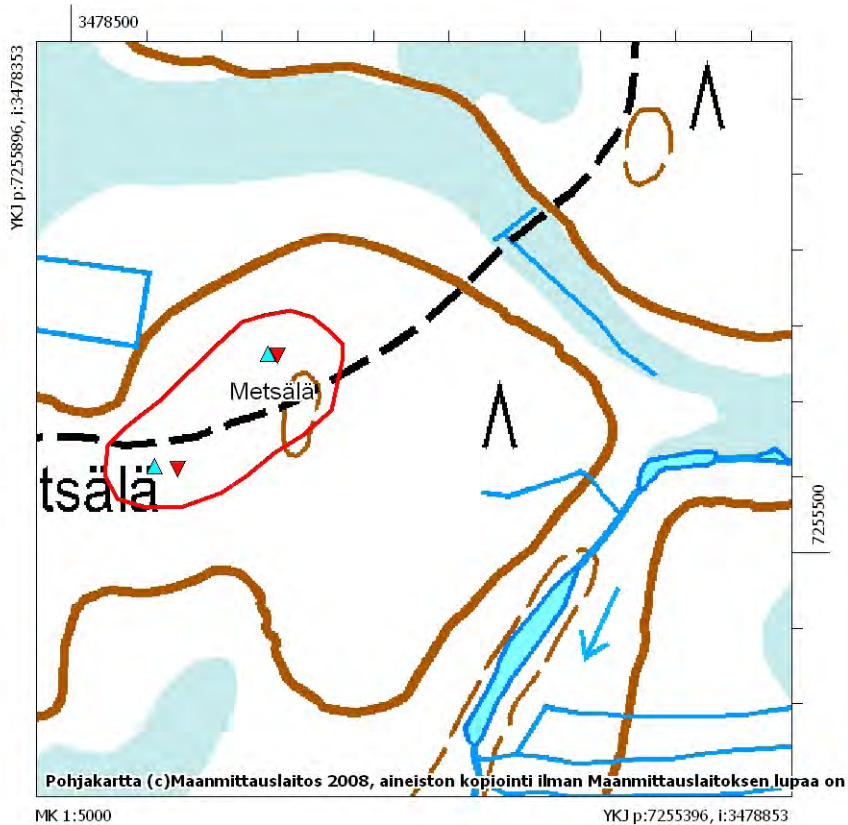 3478500
YKJ p:7255896, i:3478353
Metsälä
tsälä
7255500
Pohjakartta (c)Maanmittauslaitos 2008, aineiston kopiointi ilman Maanmittauslaitoksen lupaa on
MK 1:5000
YKJ p:7255396, i:3478853